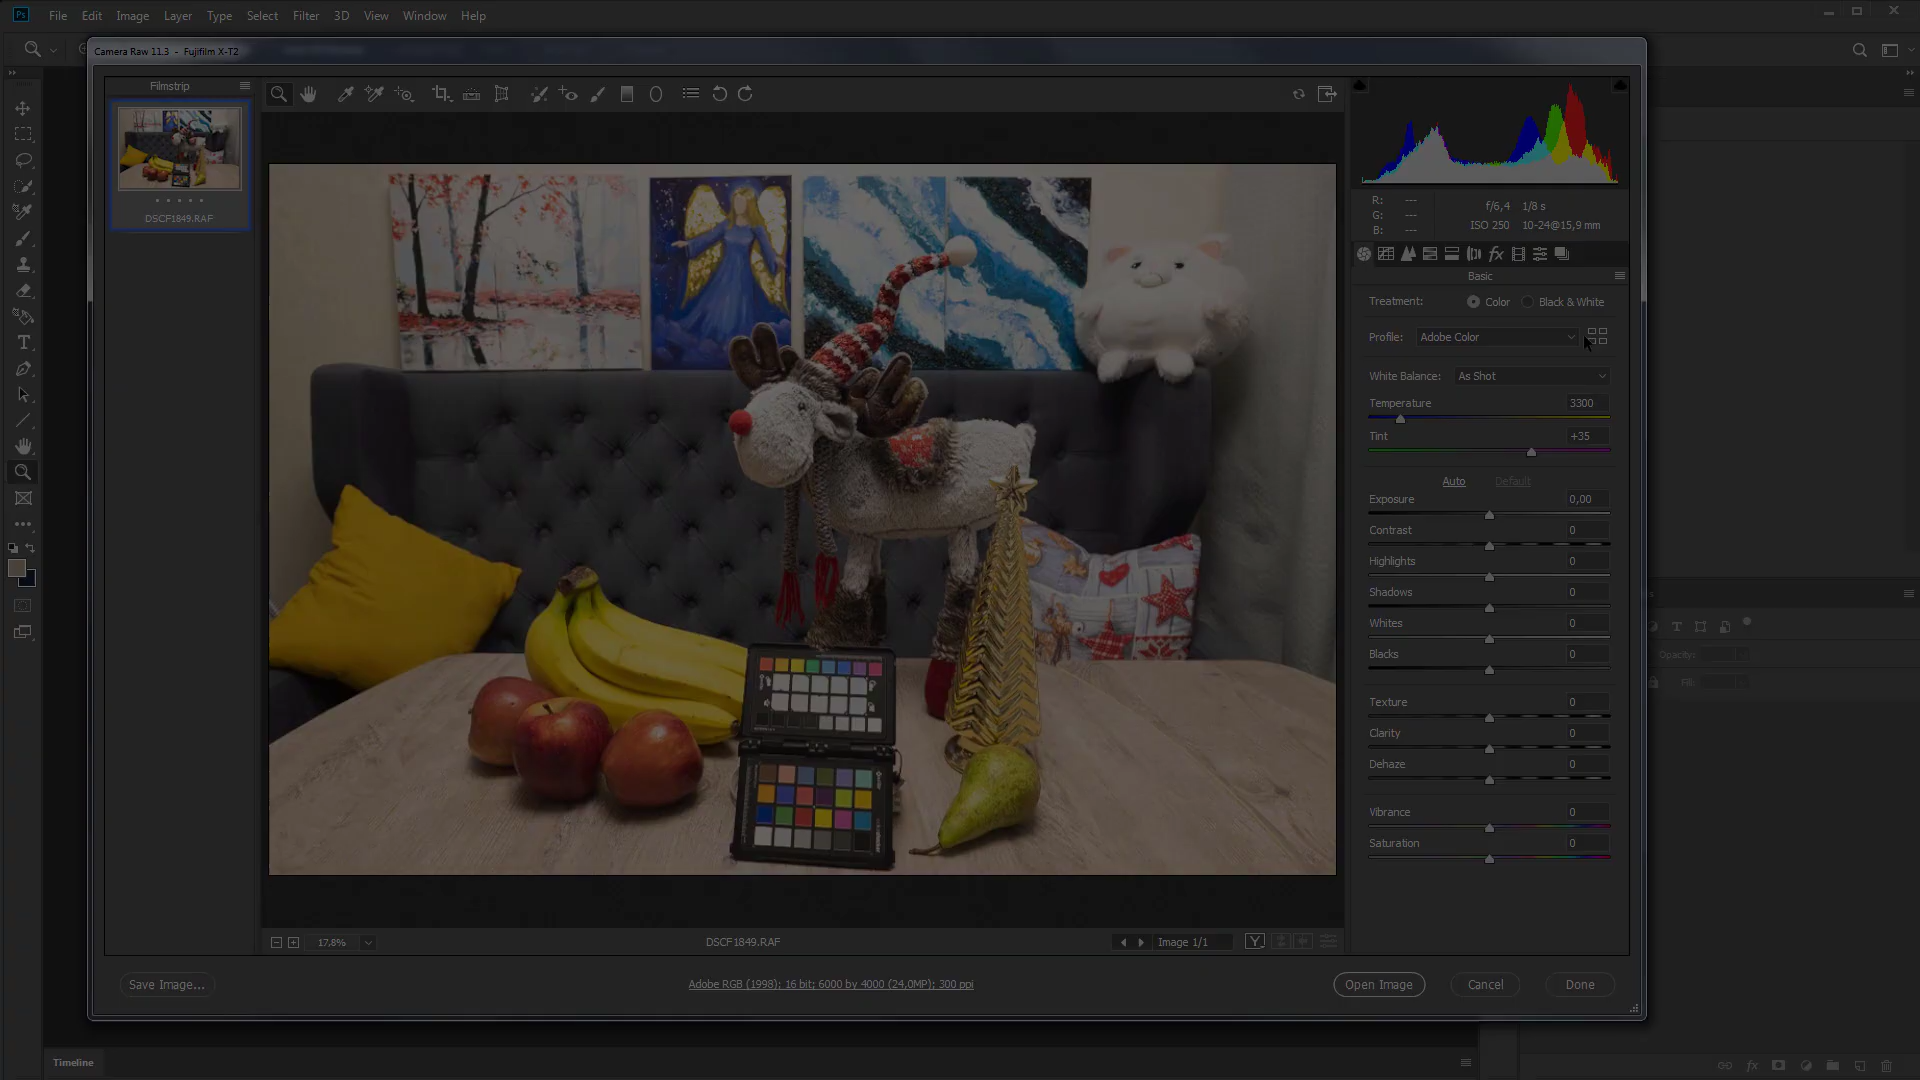 Ps File Edit Image Layer Type Select Filter 3D View Window Help
Camera Raw 11.3 - Fujifilm X-T2
Filmstrip
DSCF1849.RAF
R: ---
G: ---
B: ---
f/6,4 1/8 s
ISO 250 10-24@15,9 mm
Basic
Treatment: Color Black & White
Profile: Adobe Color
White Balance: As Shot
Temperature 3300
Tint +35
Auto Default
Exposure 0,00
Contrast 0
Highlights 0
Shadows 0
Whites 0
Blacks 0
Texture 0
Clarity 0
Dehaze 0
Vibrance 0
Saturation 0
Opacity:
Fill:
17,8% DSCF1849.RAF Image 1/1 Y
Save Image... Adobe RGB (1998); 16 bit; 6000 by 4000 (24,0MP); 300 ppi Open Image Cancel Done
Timeline